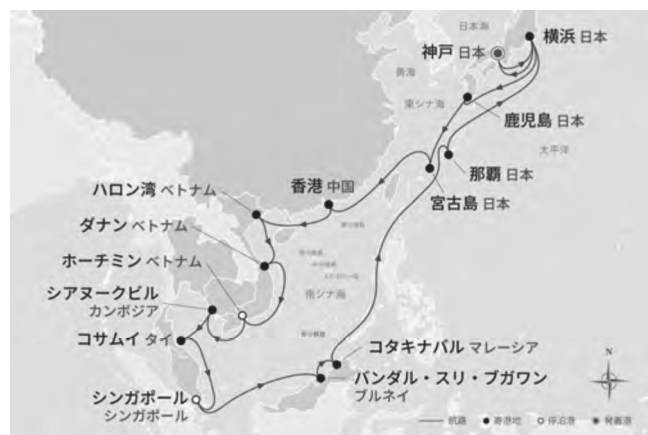 日本海
横浜 日本
神戸 日本
黄海
東シナ海
鹿児島 日本
太平洋
那覇 日本
宮古島 日本
香港 中国
ハロン湾 ベトナム
ダナン ベトナム
ホーチミン ベトナム
南シナ海
シアヌークビル
カンボジア
コサムイ タイ
コタキナバル マレーシア
バンダル・スリ・ブガワン
ブルネイ
シンガポール
シンガポール
N
航路
寄港地
停泊港
発着港